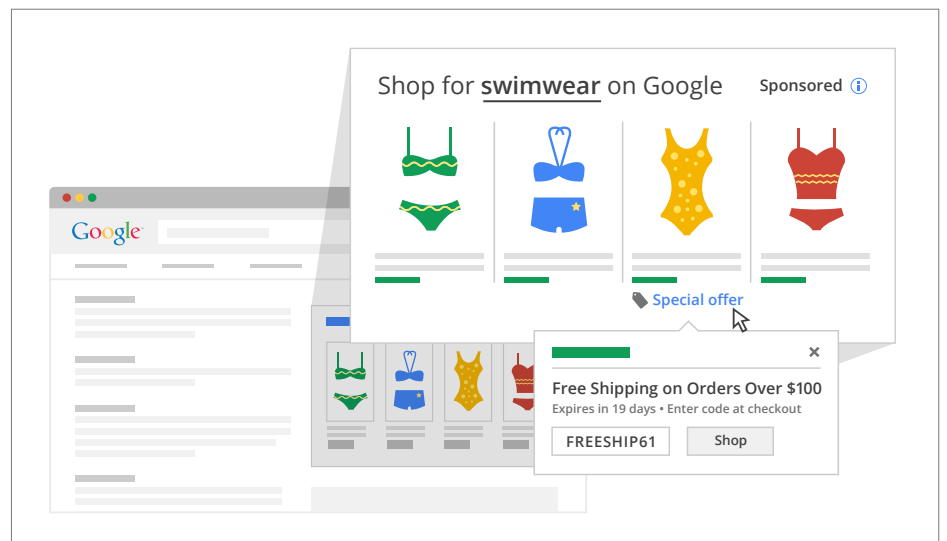 Shop for swimwear on Google
Sponsored
Google
Special offer
Free Shipping on Orders Over $100
Expires in 19 days • Enter code at checkout
FREESHIP61
Shop